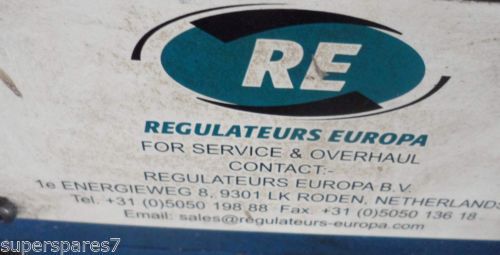 RE
REGULATEURS EUROPA
FOR SERVICE & OVERHAUL
CONTACT:-
REGULATEURS EUROPA B.V.
1e ENERGIEWEG 8, 9301 LK RODEN, NETHERLANDS
Tel. +31 (0)5050 198 88 Fax. +31 (0)5050 136 18
Email: sales@regulateurs-europa.com
superspares7